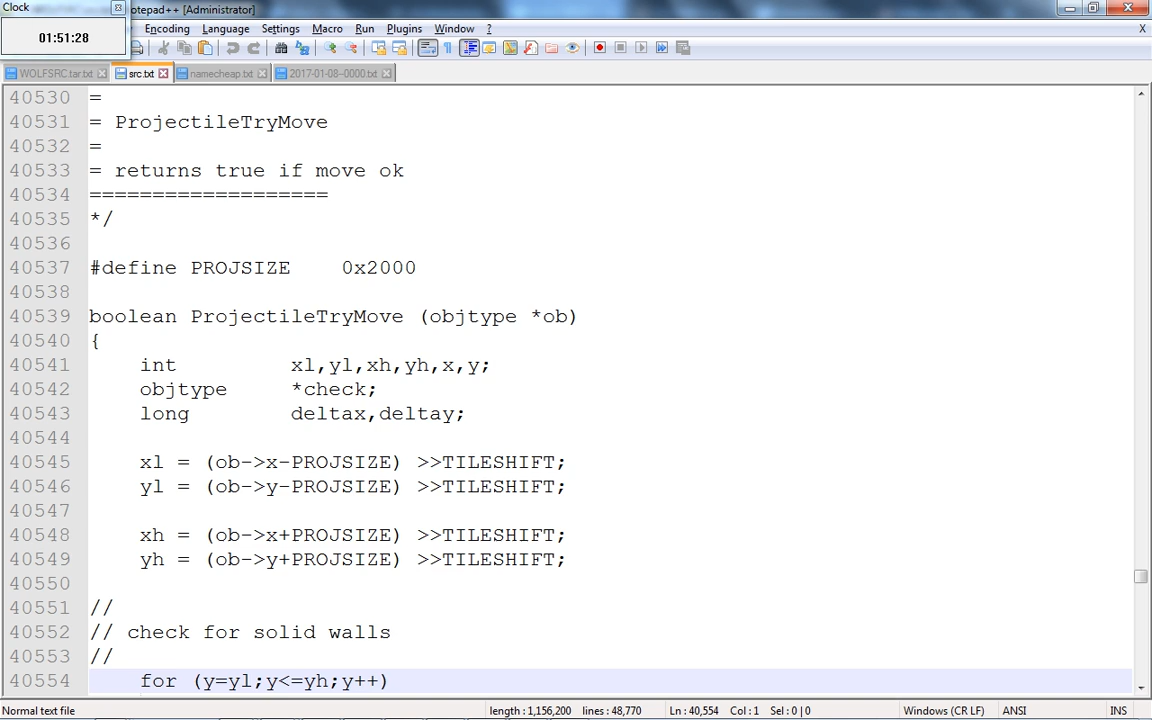 Clock
otepad++ [Administrator]
01:51:28
Encoding Language Settings Macro Run Plugins Window ? X
WOLFSRC.tar.txt src.txt namecheap.txt 2017-01-08--0000.txt
40530 =
40531 = ProjectileTryMove
40532 =
40533 = returns true if move ok
40534 ===================
40535 */
40536
40537 #define PROJSIZE 0x2000
40538
40539 boolean ProjectileTryMove (objtype *ob)
40540 {
40541 int xl,yl,xh,yh,x,y;
40542 objtype *check;
40543 long deltax,deltay;
40544
40545 xl = (ob->x-PROJSIZE) >>TILESHIFT;
40546 yl = (ob->y-PROJSIZE) >>TILESHIFT;
40547
40548 xh = (ob->x+PROJSIZE) >>TILESHIFT;
40549 yh = (ob->y+PROJSIZE) >>TILESHIFT;
40550
40551 //
40552 // check for solid walls
40553 //
40554 for (y=yl;y<=yh;y++)
Normal text file length : 1,156,200 lines : 48,770 Ln : 40,554 Col : 1 Sel : 0 | 0 Windows (CR LF) ANSI INS